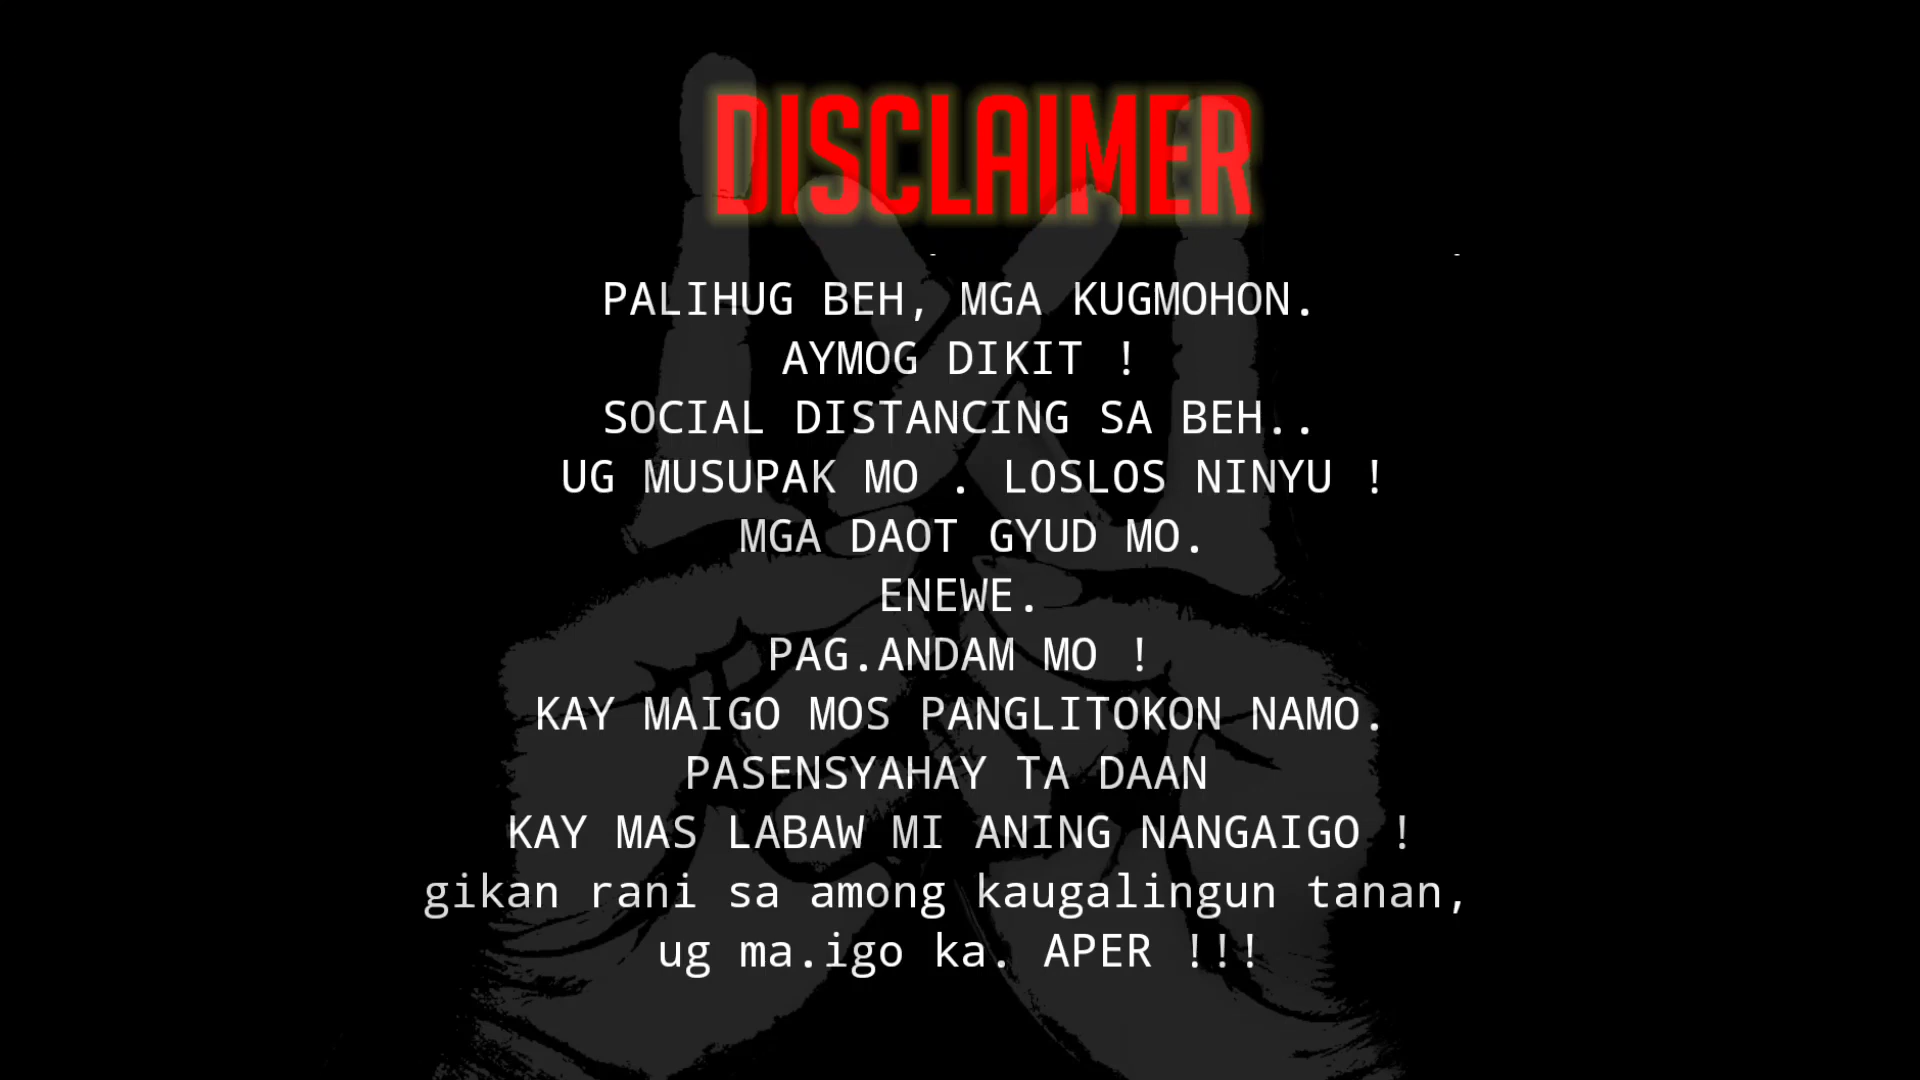 DISCLAIMER
PALIHUG BEH, MGA KUGMOHON.
AYMOG DIKIT !
SOCIAL DISTANCING SA BEH..
UG MUSUPAK MO . LOSLOS NINYU !
MGA DAOT GYUD MO.
ENEWE.
PAG.ANDAM MO !
KAY MAIGO MOS PANGLITOKON NAMO.
PASENSYAHAY TA DAAN
KAY MAS LABAW MI ANING NANGAIGO !
gikan rani sa among kaugalingun tanan,
ug ma.igo ka. APER !!!